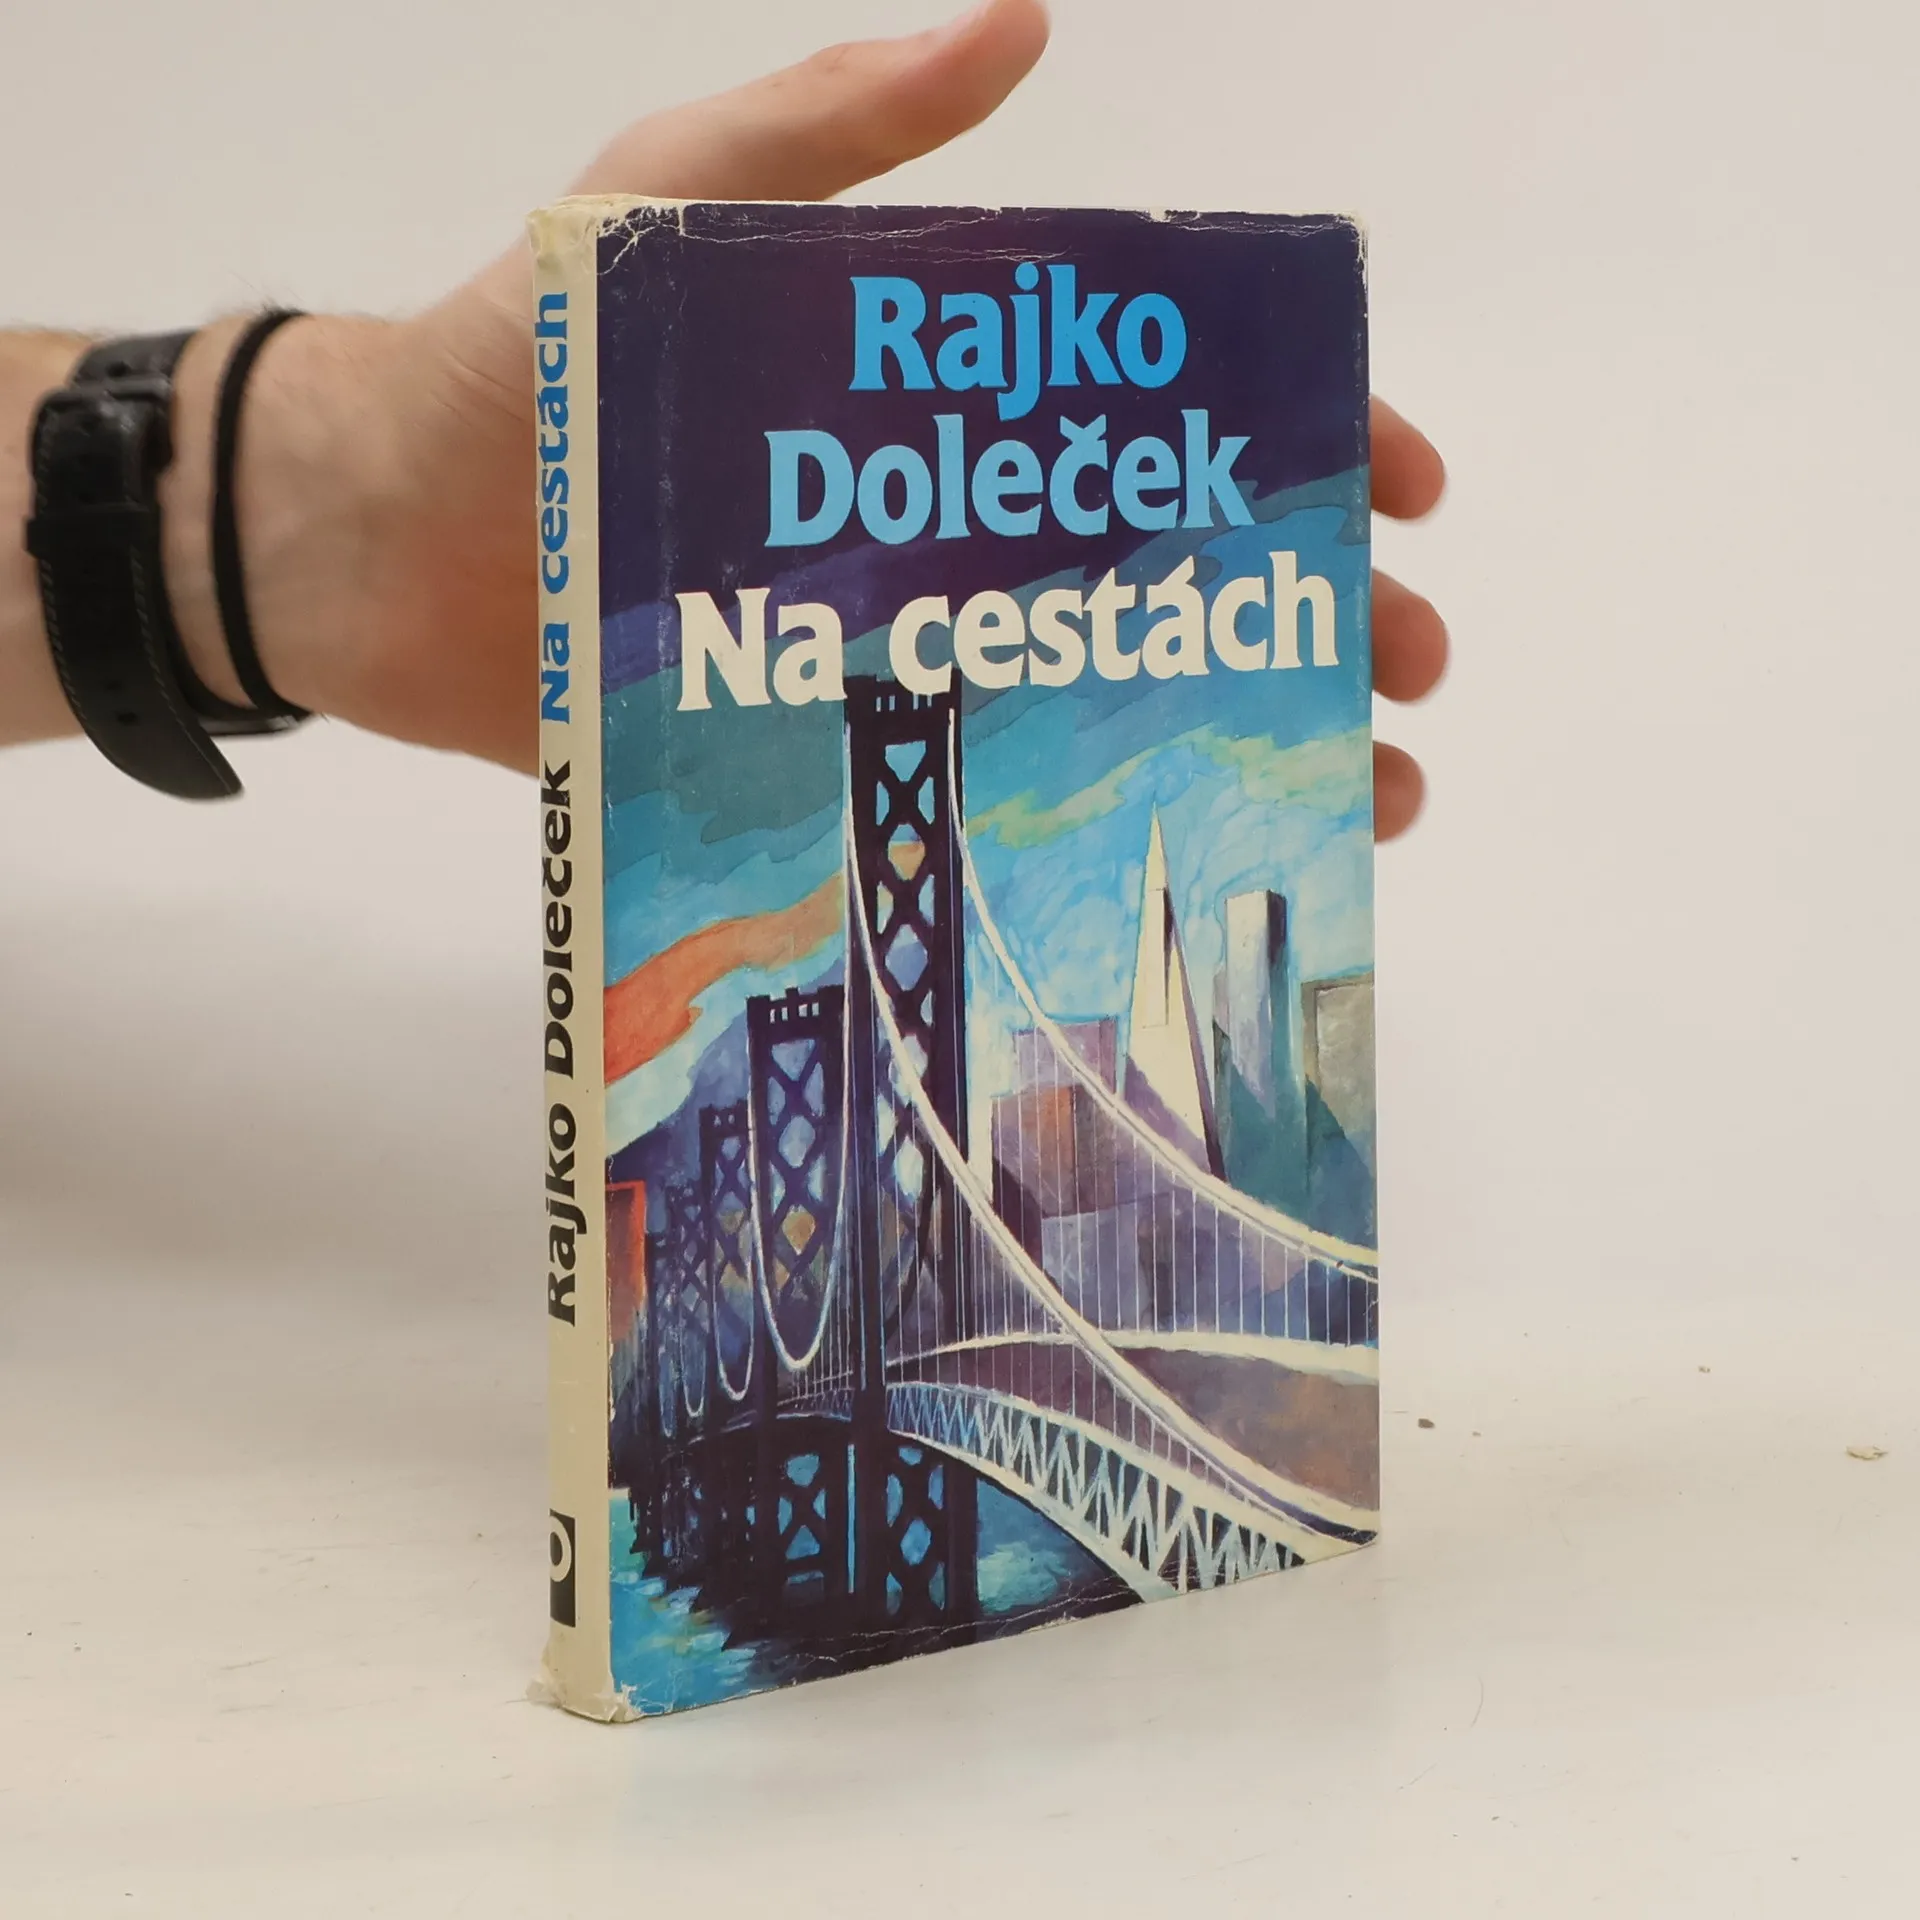 Rajko
Doleček
Na cestách
Rajko Doleček Na cestách